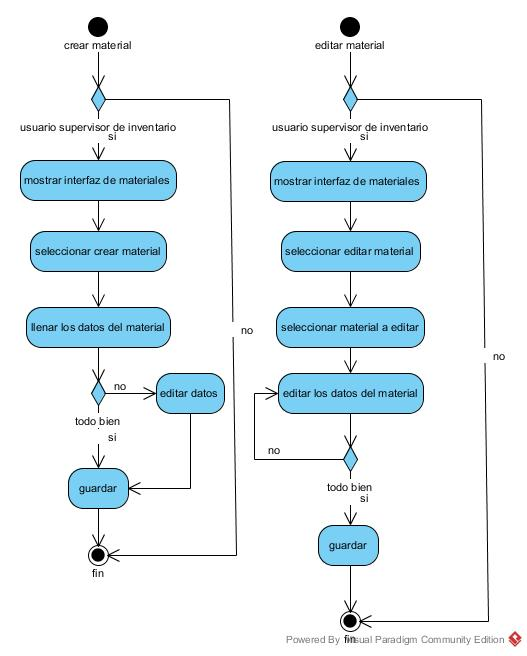 crear material
usuario supervisor de inventario
si
mostrar interfaz de materiales
seleccionar crear material
llenar los datos del material
no
no
editar datos
todo bien
si
guardar
fin
editar material
usuario supervisor de inventario
si
mostrar interfaz de materiales
seleccionar editar material
seleccionar material a editar
no
editar los datos del material
no
todo bien
si
guardar
fin
Powered By Visual Paradigm Community Edition